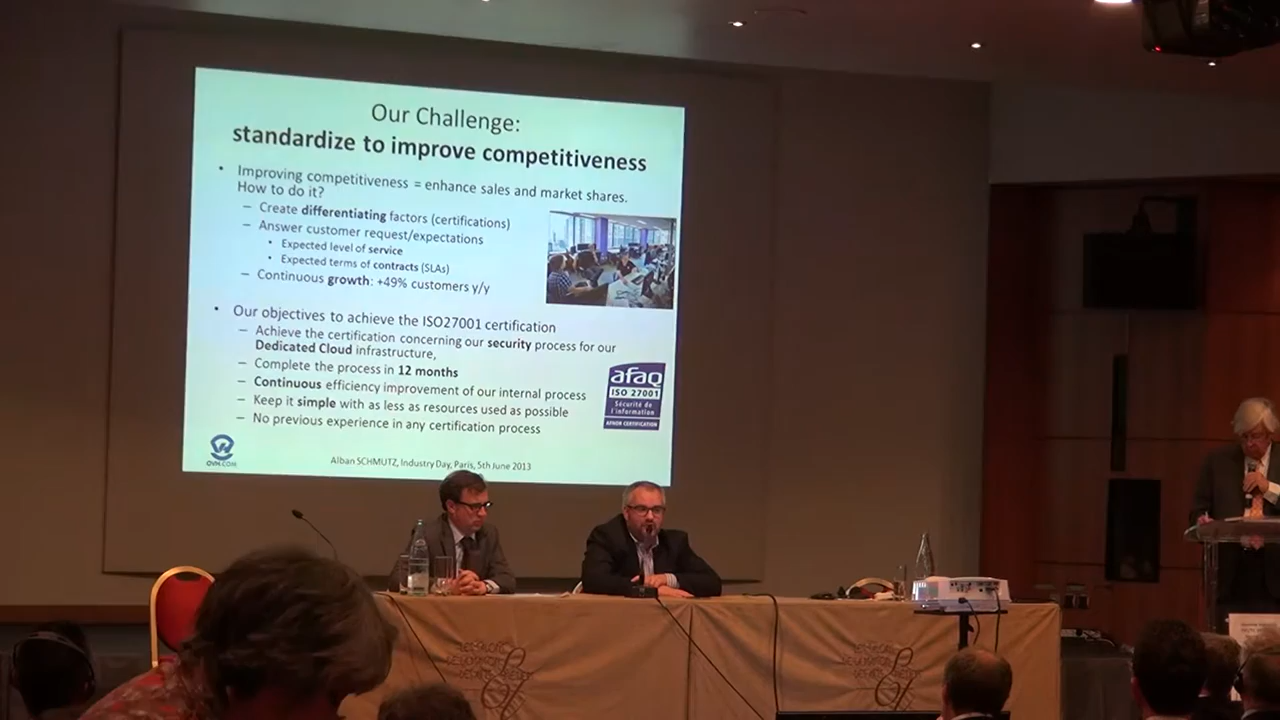 Our Challenge:
standardize to improve competitiveness
• Improving competitiveness = enhance sales and market shares.
How to do it?
– Create differentiating factors (certifications)
– Answer customer request/expectations
• Expected level of service
• Expected terms of contracts (SLAs)
– Continuous growth: +49% customers y/y
• Our objectives to achieve the ISO27001 certification
– Achieve the certification concerning our security process for our
Dedicated Cloud infrastructure,
– Complete the process in 12 months
– Continuous efficiency improvement of our internal process
– Keep it simple with as less as resources used as possible
– No previous experience in any certification process
afaq
ISO 27001
Sécurité de
l'information
AFNOR CERTIFICATION
OVH.COM
Alban SCHMUTZ, Industry Day, Paris, 5th June 2013